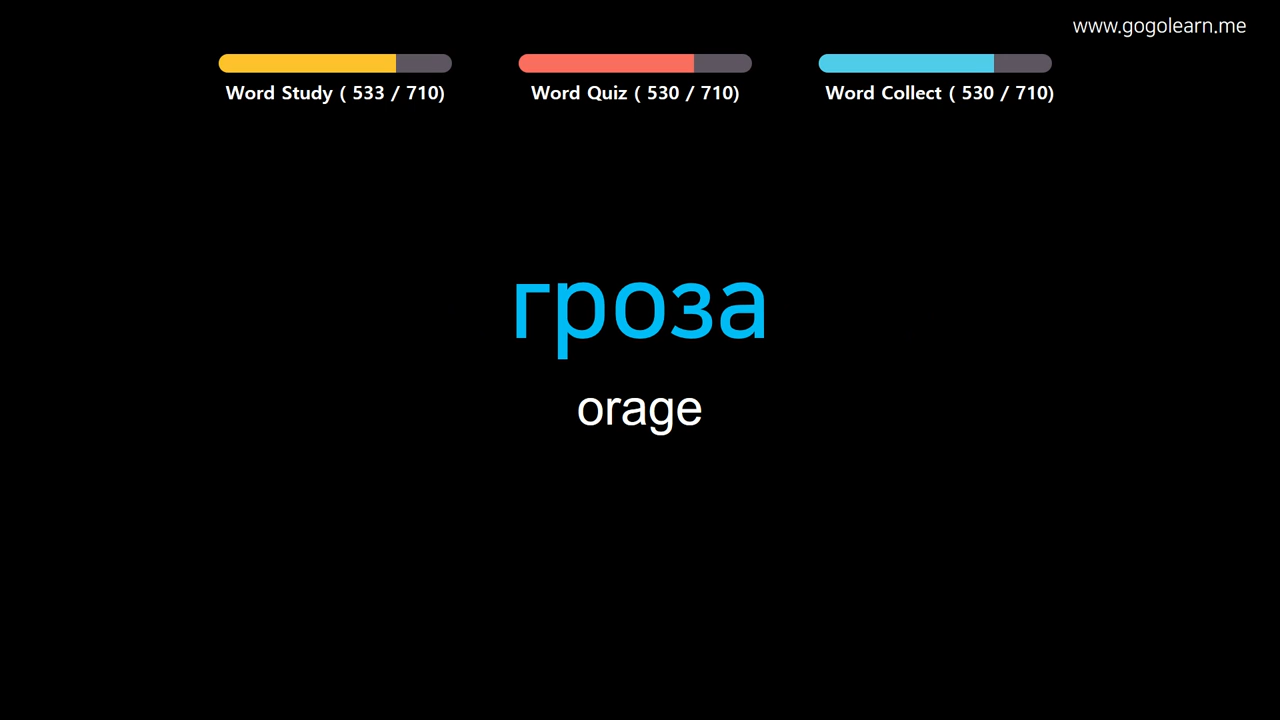 www.gogolearn.me
Word Study ( 533 / 710)
Word Quiz ( 530 / 710)
Word Collect ( 530 / 710)
гроза
orage